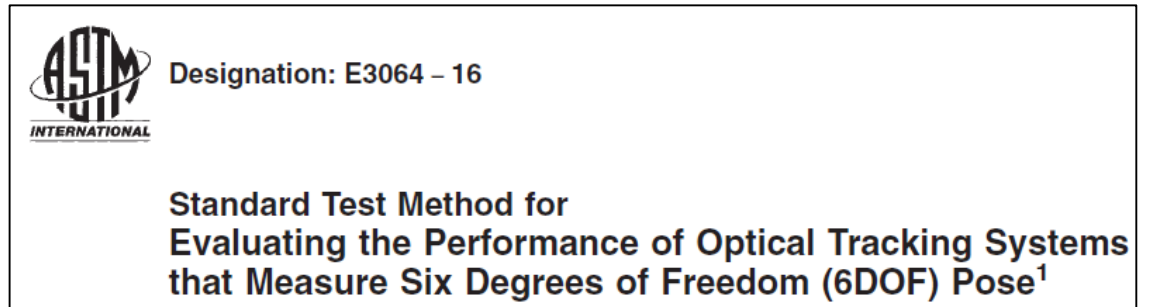 ASTM
INTERNATIONAL
Designation: E3064 – 16
Standard Test Method for
Evaluating the Performance of Optical Tracking Systems
that Measure Six Degrees of Freedom (6DOF) Pose¹